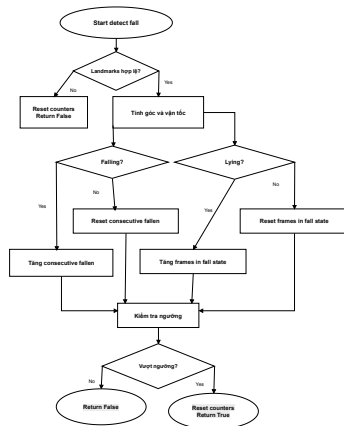 Start detect fall
Landmarks hợp lệ?
No
Yes
Reset counters
Return False
Tính góc và vận tốc
Falling?
Lying?
No
No
Yes
Yes
Reset consecutive fallen
Reset frames in fall state
Tăng consecutive fallen
Tăng frames in fall state
Kiểm tra ngưỡng
Vượt ngưỡng?
No
Yes
Return False
Reset counters
Return True